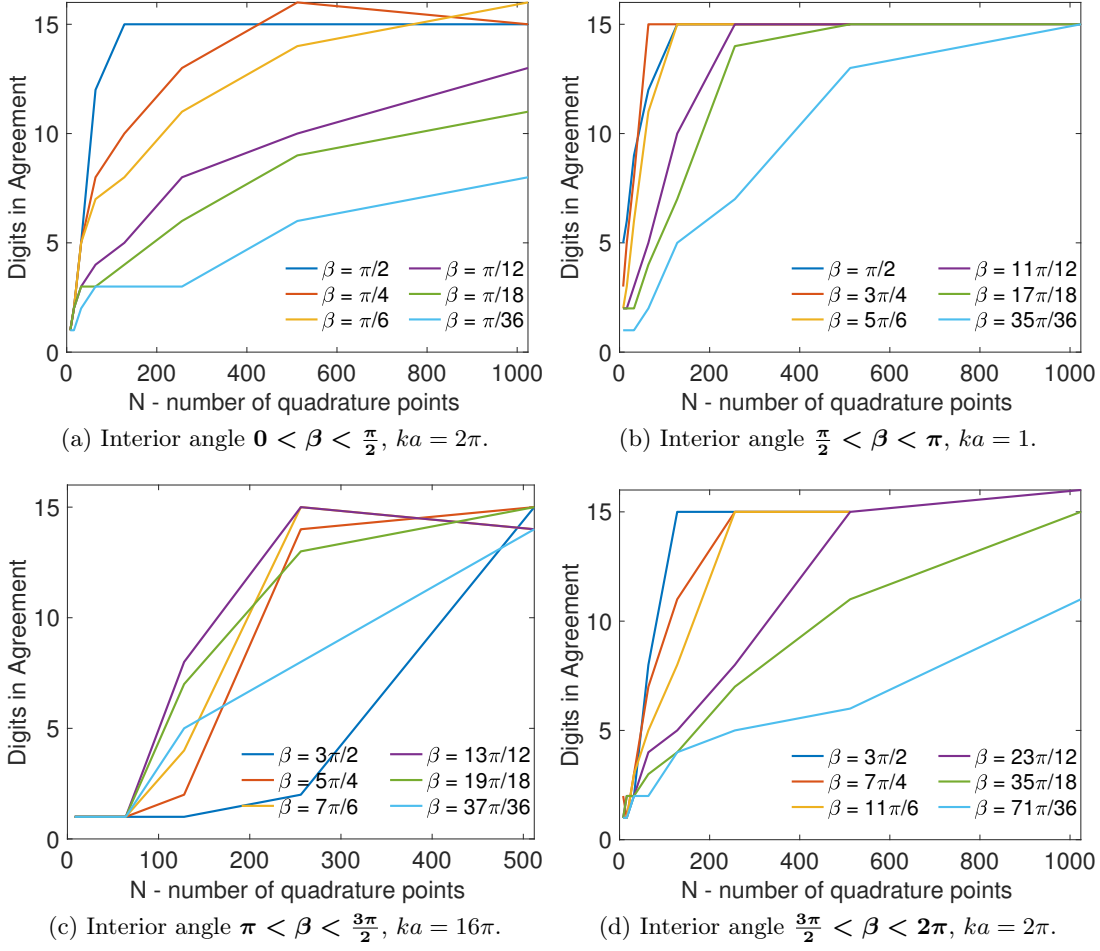 15
10
5
0
Digits in Agreement
β = π/2 β = π/12
β = π/4 β = π/18
β = π/6 β = π/36
0 200 400 600 800 1000
N - number of quadrature points
(a) Interior angle 0 < β < π/2, ka = 2π.
15
10
5
0
Digits in Agreement
β = π/2 β = 11π/12
β = 3π/4 β = 17π/18
β = 5π/6 β = 35π/36
0 200 400 600 800 1000
N - number of quadrature points
(b) Interior angle π/2 < β < π, ka = 1.
15
10
5
0
Digits in Agreement
β = 3π/2 β = 13π/12
β = 5π/4 β = 19π/18
β = 7π/6 β = 37π/36
0 100 200 300 400 500
N - number of quadrature points
(c) Interior angle π < β < 3π/2, ka = 16π.
15
10
5
0
Digits in Agreement
β = 3π/2 β = 23π/12
β = 7π/4 β = 35π/18
β = 11π/6 β = 71π/36
0 200 400 600 800 1000
N - number of quadrature points
(d) Interior angle 3π/2 < β < 2π, ka = 2π.